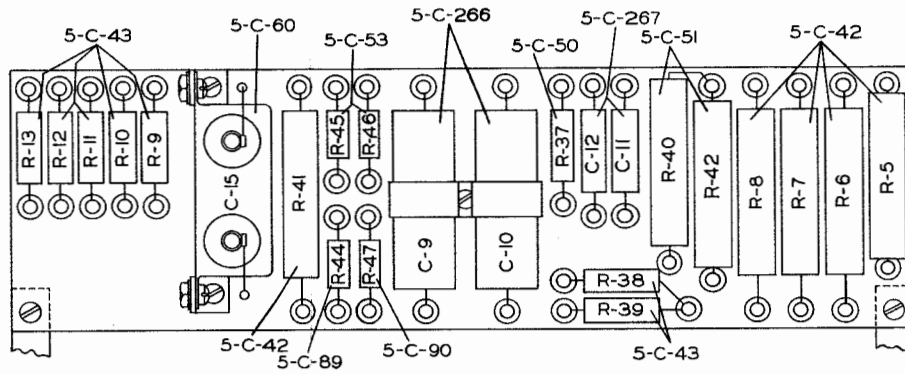 5-C-43
5-C-60
5-C-53
5-C-266
5-C-50
5-C-267
5-C-51
5-C-42
R-13
R-12
R-11
R-10
R-9
C-15
R-41
R-45
R-46
R-44
R-47
C-9
C-10
R-37
C-12
C-11
R-40
R-42
R-8
R-7
R-6
R-5
R-38
R-39
5-C-42
5-C-89
5-C-90
5-C-43